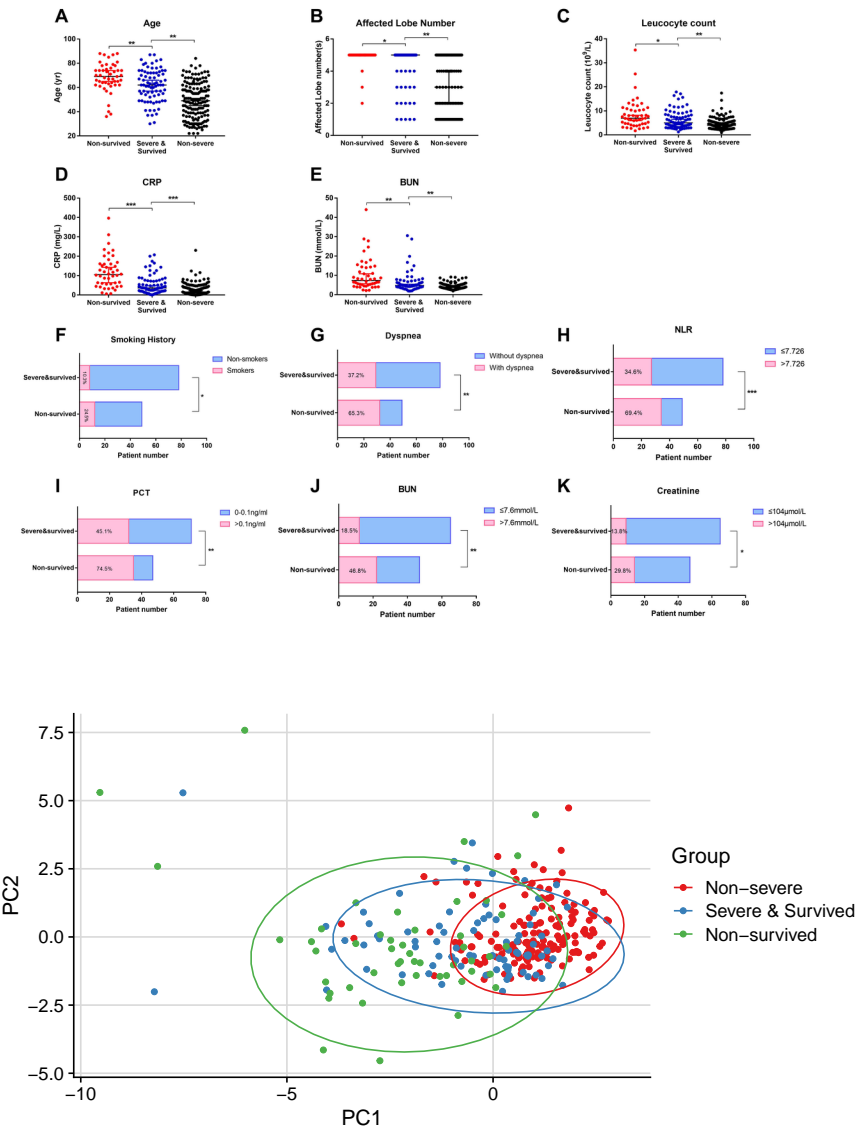 A
Age
Age (yr)
100
80
60
40
20
**
**
Non-survived
Severe &
Survived
Non-severe
B
Affected Lobe Number
Affected Lobe number(s)
6
4
2
0
*
**
Non-survived
Severe &
Survived
Non-severe
C
Leucocyte count
Leucocyte count (10⁹/L)
40
30
20
10
0
*
**
Non-survived
Severe &
Survived
Non-severe
D
CRP
CRP (mg/L)
500
400
300
200
100
0
***
***
Non-survived
Severe &
Survived
Non-severe
E
BUN
BUN (mmol/L)
50
40
30
20
10
0
**
**
Non-survived
Severe &
Survived
Non-severe
F
Smoking History
Non-smokers
Smokers
Severe&survived
10.3%
Non-survived
24.5%
*
0 20 40 60 80 100
Patient number
G
Dyspnea
Without dyspnea
With dyspnea
Severe&survived
37.2%
Non-survived
65.3%
**
0 20 40 60 80 100
Patient number
H
NLR
≤7.726
>7.726
Severe&survived
34.6%
Non-survived
69.4%
***
0 20 40 60 80 100
Patient number
I
PCT
0-0.1ng/ml
>0.1ng/ml
Severe&survived
45.1%
Non-survived
74.5%
**
0 20 40 60 80
Patient number
J
BUN
≤7.6mmol/L
>7.6mmol/L
Severe&survived
18.5%
Non-survived
46.8%
**
0 20 40 60 80
Patient number
K
Creatinine
≤104μmol/L
>104μmol/L
Severe&survived
13.8%
Non-survived
29.8%
*
0 20 40 60 80
Patient number
PC2
7.5
5.0
2.5
0.0
−2.5
−5.0
−10 −5 0
PC1
Group
Non−severe
Severe & Survived
Non−survived